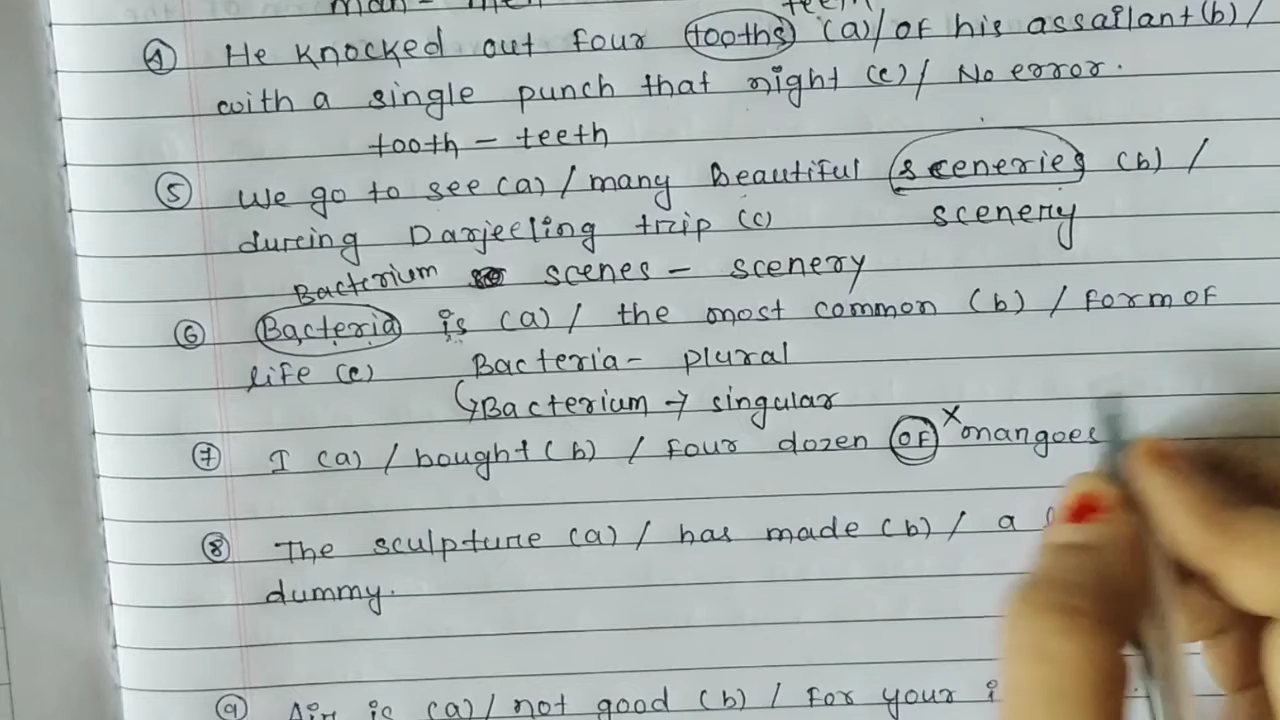 man - men
teeth
④ He knocked out four tooths (a)/of his assailant (b)/
with a single punch that night (c)/ No error.
tooth - teeth
⑤ We go to see (a) / many beautiful sceneries (b) /
during Darjeeling trip (c) scenery
Bacterium scenes - scenery
⑥ Bacteria is (a) / the most common (b) / form of
life (c) Bacteria - plural
↳Bacterium → singular
⑦ I (a) / bought (b) / four dozen of x mangoes
⑧ The sculpture (a) / has made (b) / a
dummy.
⑨ Air is (a)/ not good (b) / for your